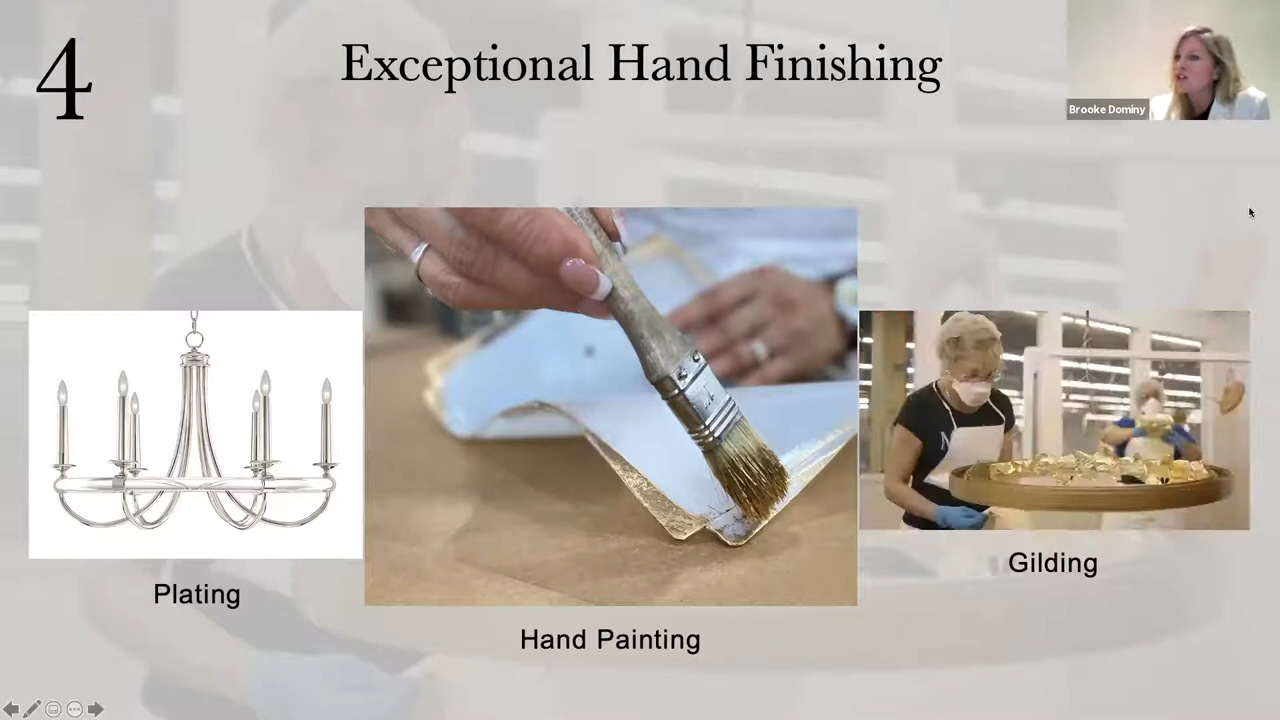 4
Exceptional Hand Finishing
Brooke Dominy
Plating
Hand Painting
Gilding